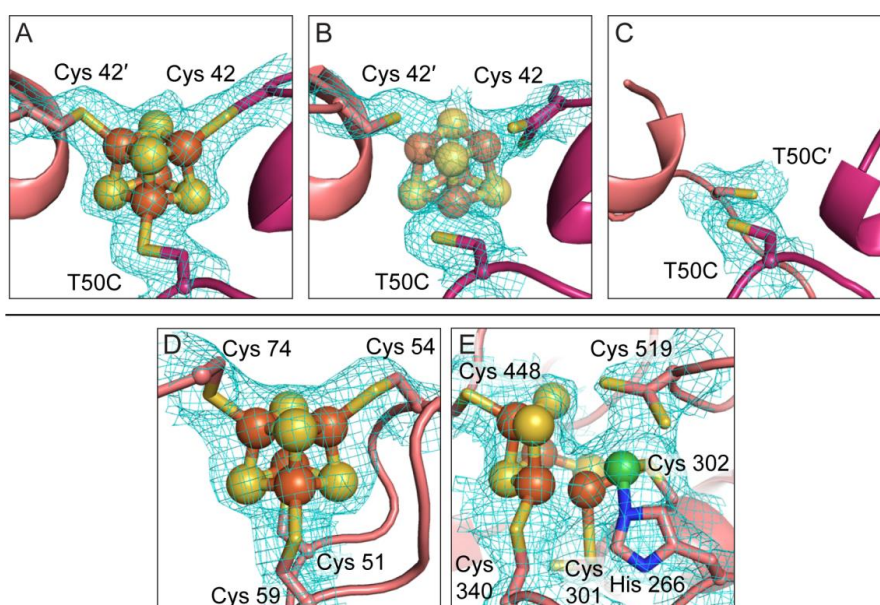 A
Cys 42′ Cys 42
T50C
B
Cys 42′ Cys 42
T50C
C
T50C′
T50C
D
Cys 74
Cys 54
Cys 51
Cys 59
E
Cys 519
Cys 448
Cys 302
Cys
340
Cys
301
His 266